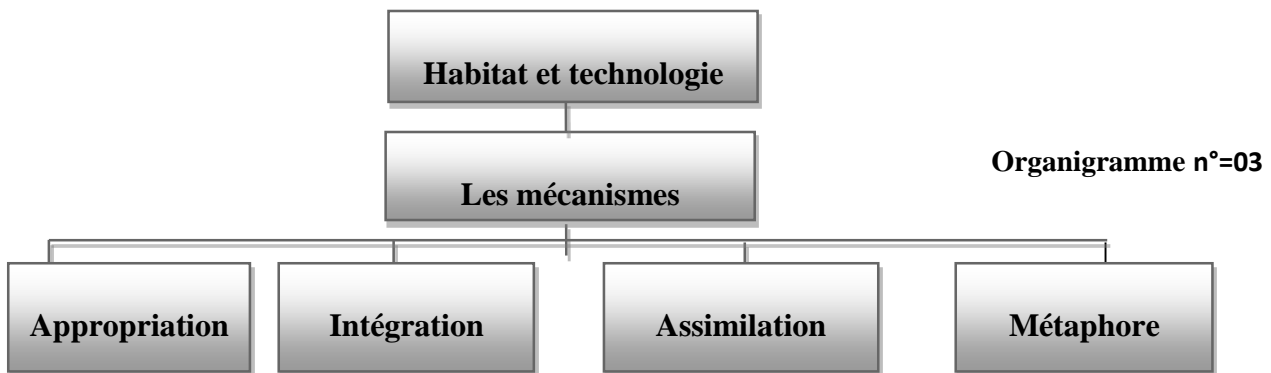 Habitat et technologie
Les mécanismes
Organigramme n°=03
Appropriation
Intégration
Assimilation
Métaphore